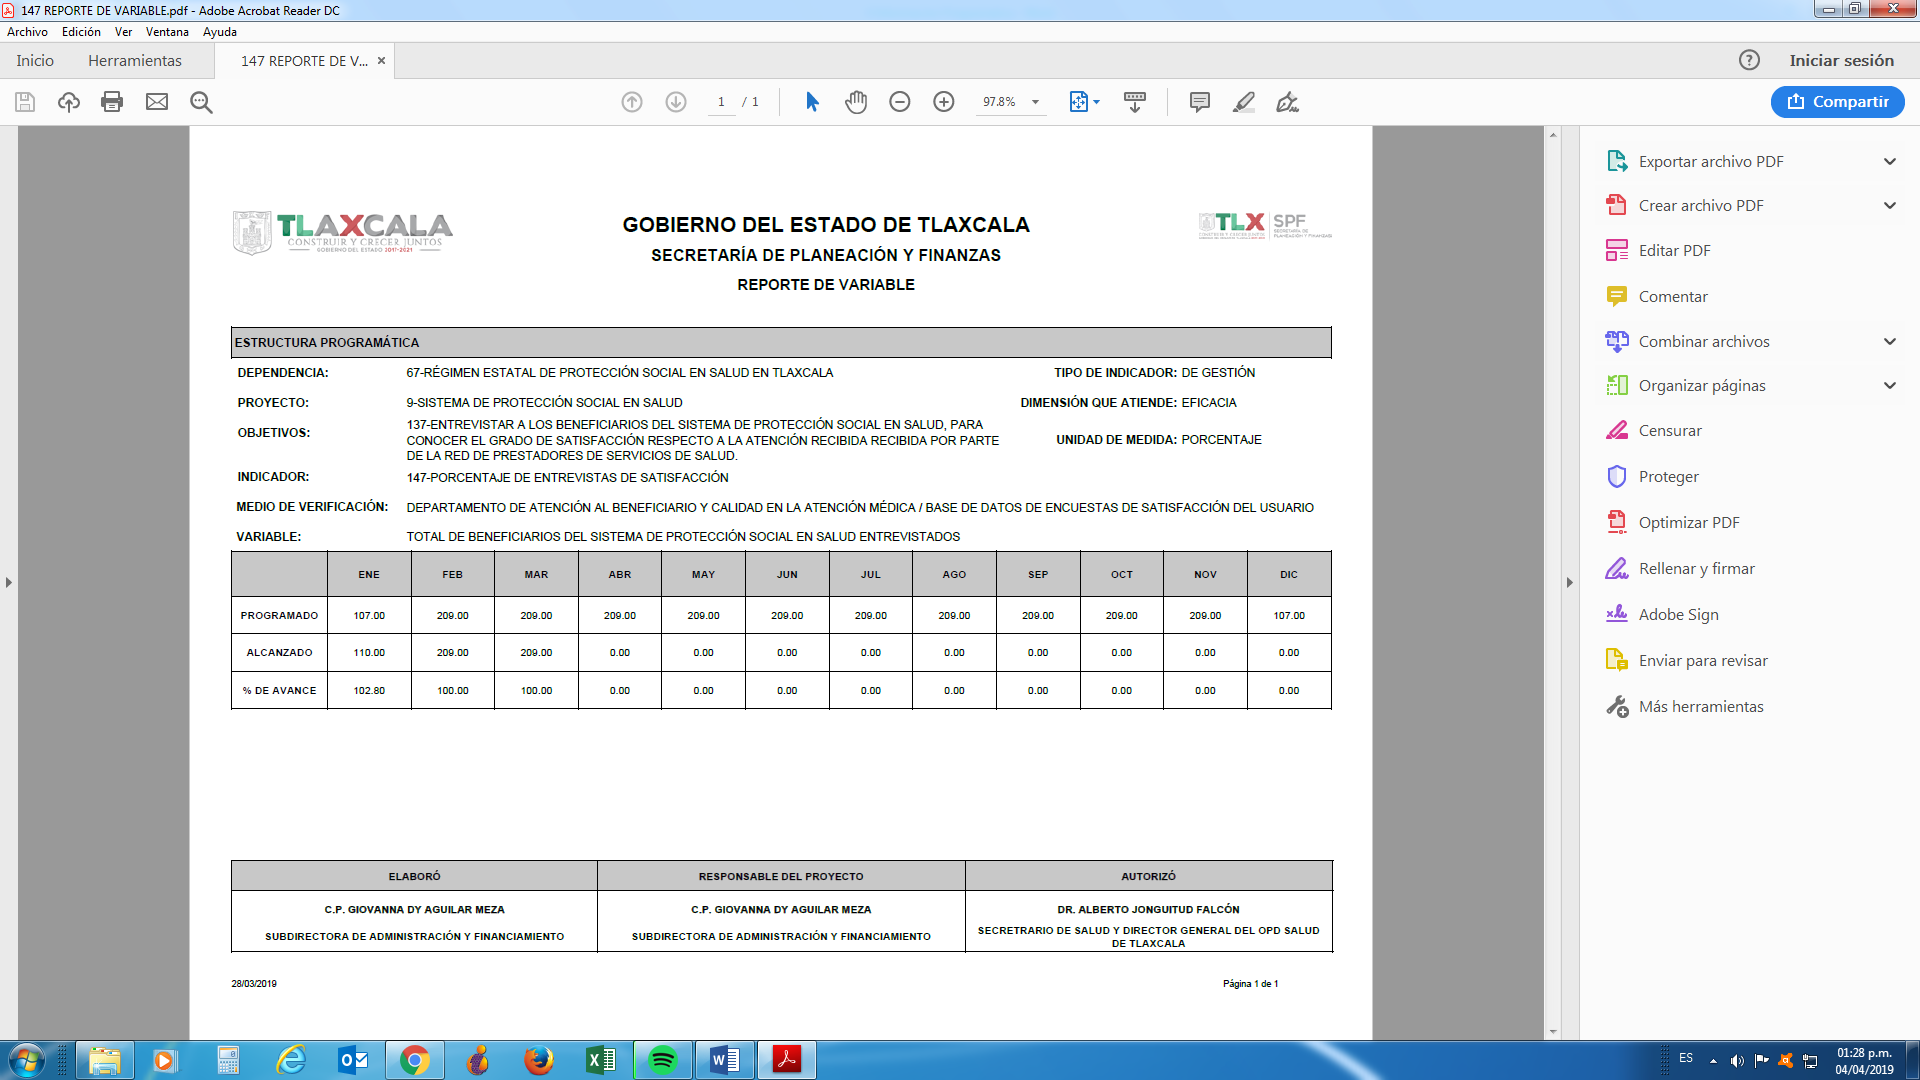 147 REPORTE DE VARIABLE.pdf - Adobe Acrobat Reader DC
Archivo Edición Ver Ventana Ayuda
Inicio Herramientas 147 REPORTE DE V... × Iniciar sesión
1 / 1 97.8% Compartir
TLAXCALA
CONSTRUIR Y CRECER JUNTOS
GOBIERNO DEL ESTADO 2017-2021
GOBIERNO DEL ESTADO DE TLAXCALA
SECRETARÍA DE PLANEACIÓN Y FINANZAS
REPORTE DE VARIABLE
TLX SPF
SECRETARÍA DE PLANEACIÓN Y FINANZAS
ESTRUCTURA PROGRAMÁTICA
DEPENDENCIA: 67-RÉGIMEN ESTATAL DE PROTECCIÓN SOCIAL EN SALUD EN TLAXCALA TIPO DE INDICADOR: DE GESTIÓN
PROYECTO: 9-SISTEMA DE PROTECCIÓN SOCIAL EN SALUD DIMENSIÓN QUE ATIENDE: EFICACIA
OBJETIVOS: 137-ENTREVISTAR A LOS BENEFICIARIOS DEL SISTEMA DE PROTECCIÓN SOCIAL EN SALUD, PARA
CONOCER EL GRADO DE SATISFACCIÓN RESPECTO A LA ATENCIÓN RECIBIDA RECIBIDA POR PARTE
DE LA RED DE PRESTADORES DE SERVICIOS DE SALUD.
UNIDAD DE MEDIDA: PORCENTAJE
INDICADOR: 147-PORCENTAJE DE ENTREVISTAS DE SATISFACCIÓN
MEDIO DE VERIFICACIÓN: DEPARTAMENTO DE ATENCIÓN AL BENEFICIARIO Y CALIDAD EN LA ATENCIÓN MÉDICA / BASE DE DATOS DE ENCUESTAS DE SATISFACCIÓN DEL USUARIO
VARIABLE: TOTAL DE BENEFICIARIOS DEL SISTEMA DE PROTECCIÓN SOCIAL EN SALUD ENTREVISTADOS
ENE FEB MAR ABR MAY JUN JUL AGO SEP OCT NOV DIC
PROGRAMADO 107.00 209.00 209.00 209.00 209.00 209.00 209.00 209.00 209.00 209.00 209.00 107.00
ALCANZADO 110.00 209.00 209.00 0.00 0.00 0.00 0.00 0.00 0.00 0.00 0.00 0.00
% DE AVANCE 102.80 100.00 100.00 0.00 0.00 0.00 0.00 0.00 0.00 0.00 0.00 0.00
ELABORÓ RESPONSABLE DEL PROYECTO AUTORIZÓ
C.P. GIOVANNA DY AGUILAR MEZA C.P. GIOVANNA DY AGUILAR MEZA DR. ALBERTO JONGUITUD FALCÓN
SUBDIRECTORA DE ADMINISTRACIÓN Y FINANCIAMIENTO SUBDIRECTORA DE ADMINISTRACIÓN Y FINANCIAMIENTO SECRETRARIO DE SALUD Y DIRECTOR GENERAL DEL OPD SALUD
DE TLAXCALA
28/03/2019 Página 1 de 1
Exportar archivo PDF
Crear archivo PDF
Editar PDF
Comentar
Combinar archivos
Organizar páginas
Censurar
Proteger
Optimizar PDF
Rellenar y firmar
Adobe Sign
Enviar para revisar
Más herramientas
ES 01:28 p.m.
04/04/2019